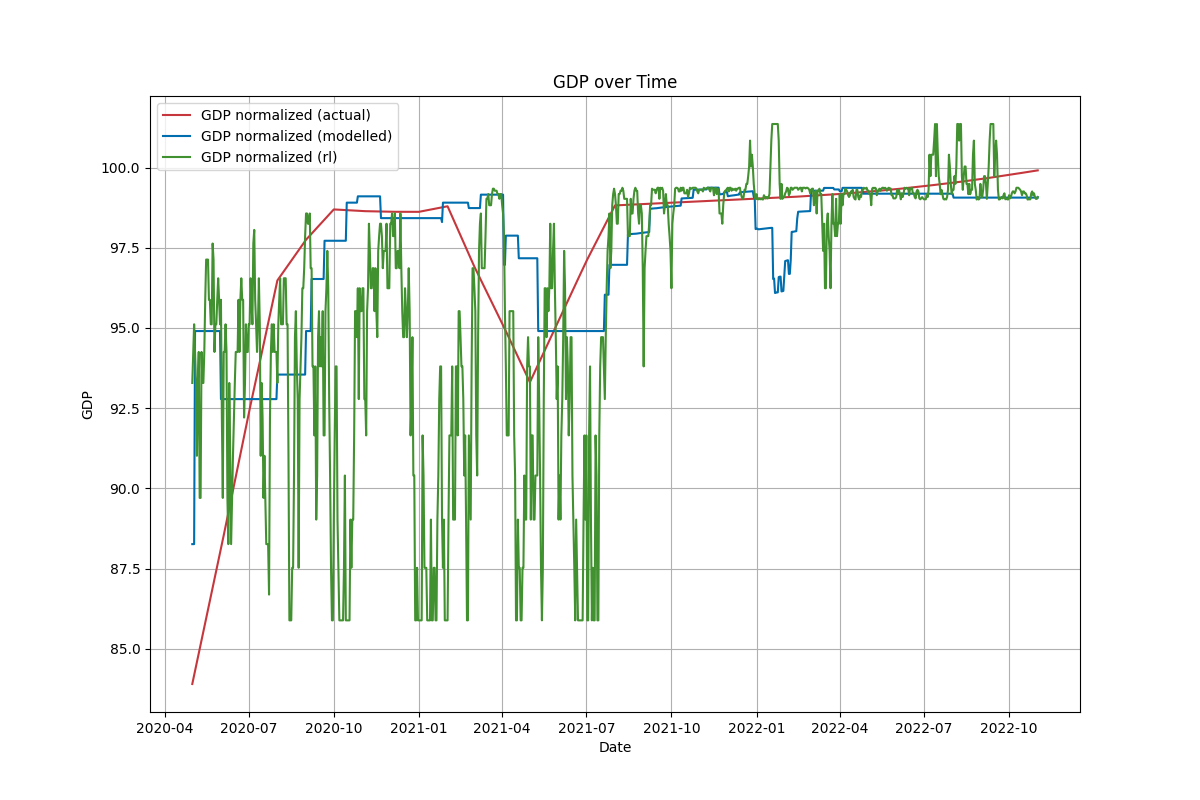 GDP over Time
GDP normalized (actual)
GDP normalized (modelled)
GDP normalized (rl)
100.0
97.5
95.0
92.5
90.0
87.5
85.0
GDP
2020-04 2020-07 2020-10 2021-01 2021-04 2021-07 2021-10 2022-01 2022-04 2022-07 2022-10
Date